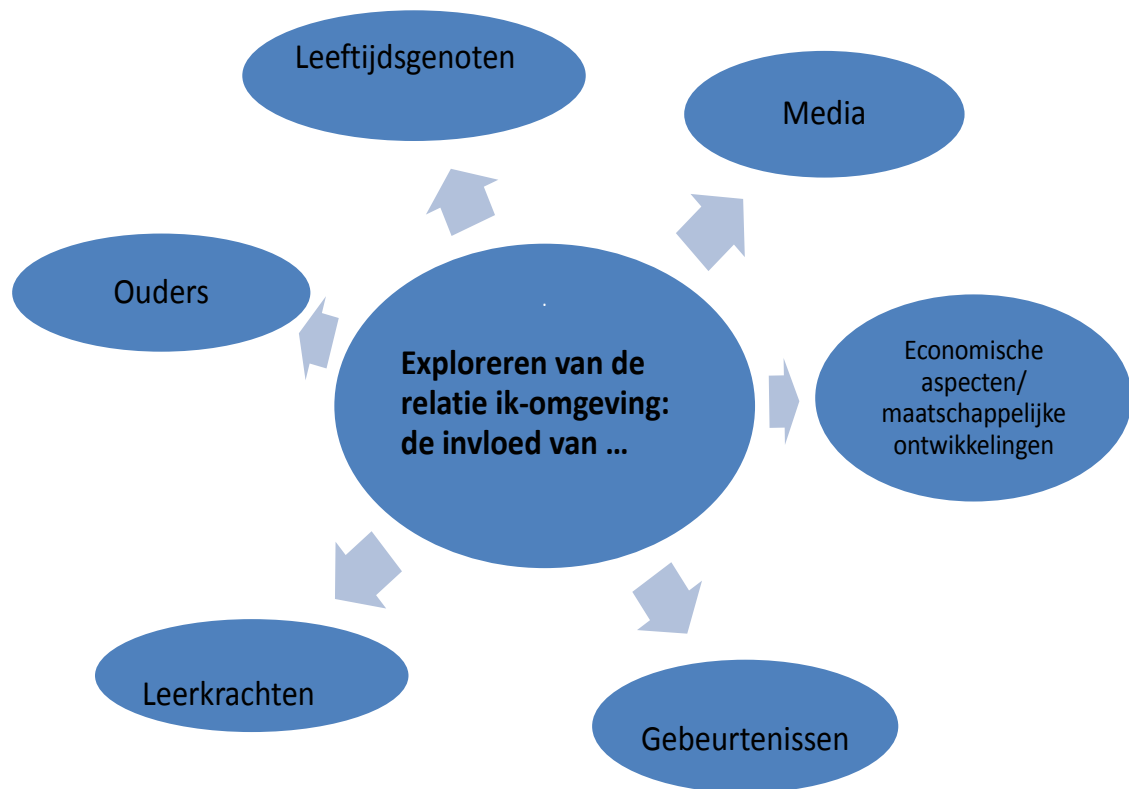 Leeftijdsgenoten
Media
Ouders
Exploreren van de
relatie ik-omgeving:
de invloed van ...
Economische
aspecten/
maatschappelijke
ontwikkelingen
Leerkrachten
Gebeurtenissen